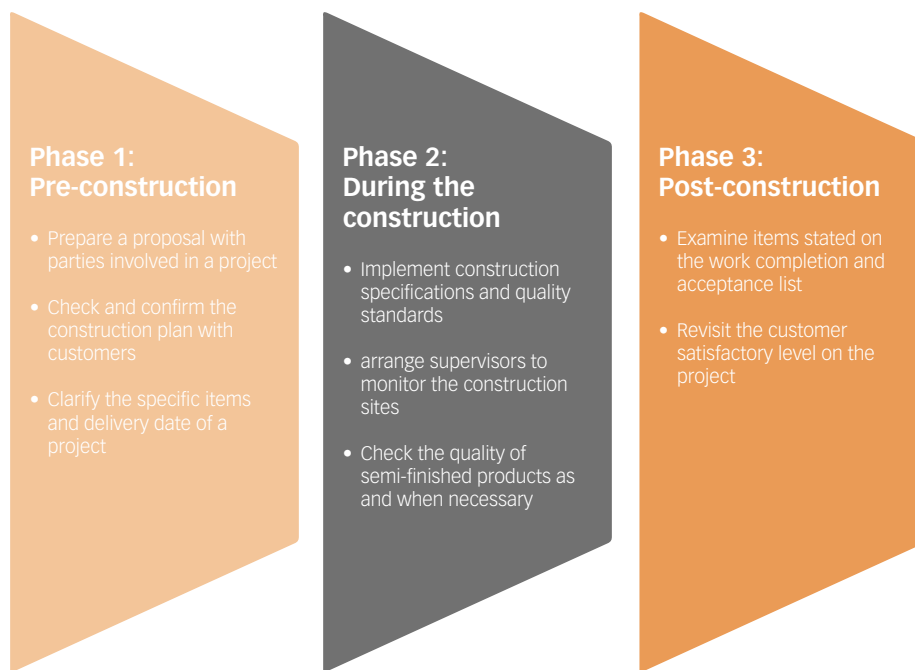 Phase 1:
Pre-construction
• Prepare a proposal with
parties involved in a project
• Check and confirm the
construction plan with
customers
• Clarify the specific items
and delivery date of a
project
Phase 2:
During the
construction
• Implement construction
specifications and quality
standards
• arrange supervisors to
monitor the construction
sites
• Check the quality of
semi-finished products as
and when necessary
Phase 3:
Post-construction
• Examine items stated on
the work completion and
acceptance list
• Revisit the customer
satisfactory level on the
project